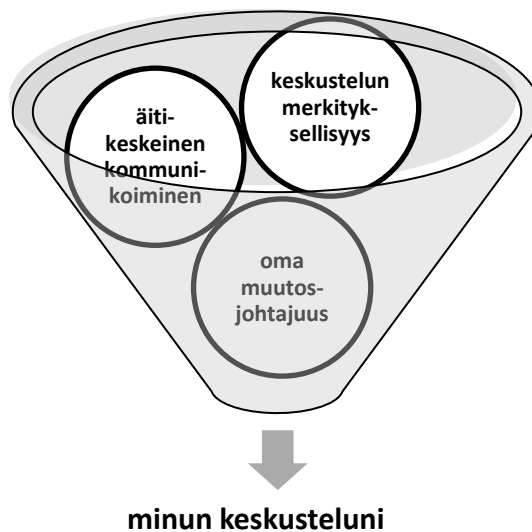 keskustelun
merkityk-
sellisyys
äiti-
keskeinen
kommuni-
koiminen
oma
muutos-
johtajuus
minun keskusteluni